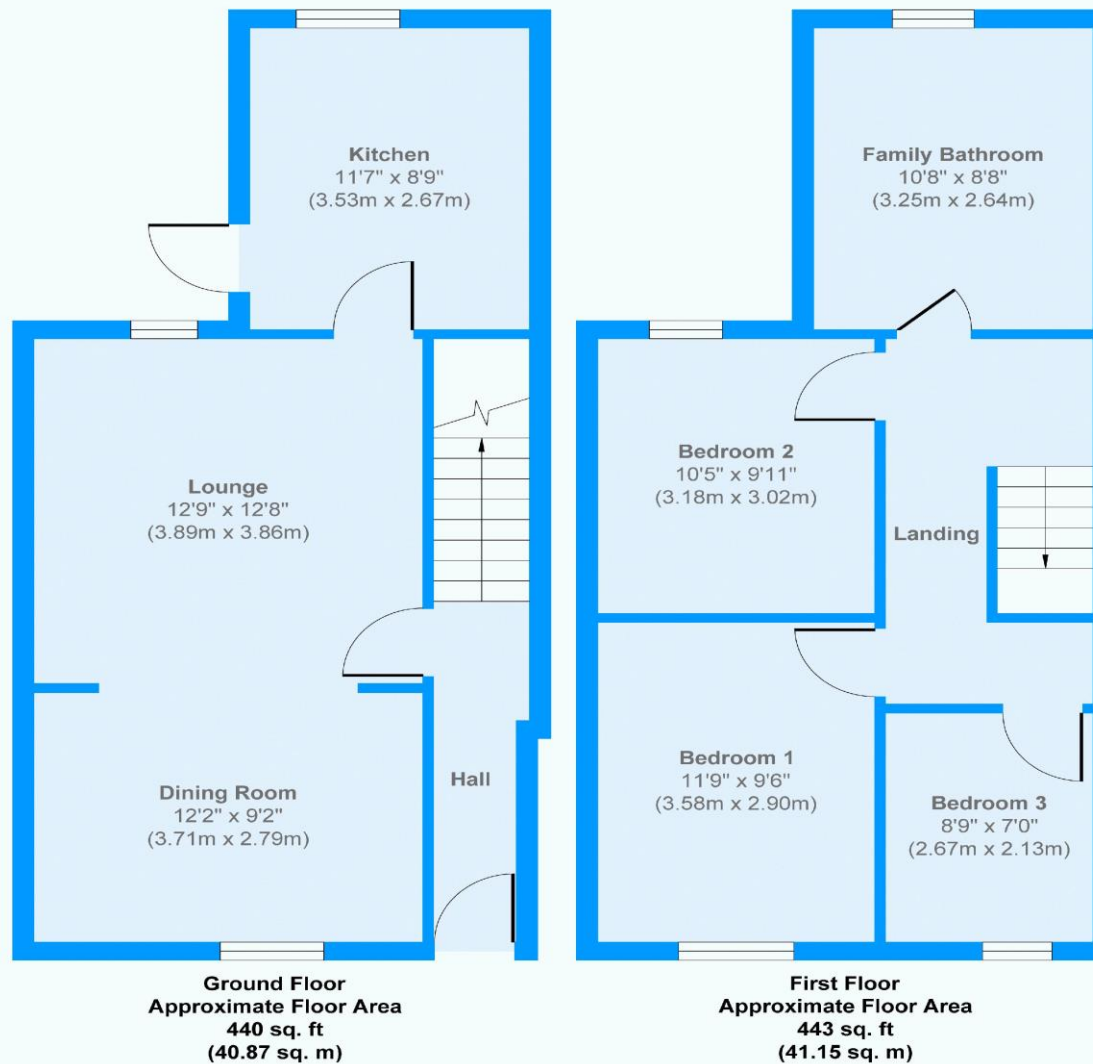 Kitchen
11'7" x 8'9"
(3.53m x 2.67m)
Lounge
12'9" x 12'8"
(3.89m x 3.86m)
Dining Room
12'2" x 9'2"
(3.71m x 2.79m)
Hall
Ground Floor
Approximate Floor Area
440 sq. ft
(40.87 sq. m)
Family Bathroom
10'8" x 8'8"
(3.25m x 2.64m)
Bedroom 2
10'5" x 9'11"
(3.18m x 3.02m)
Landing
Bedroom 1
11'9" x 9'6"
(3.58m x 2.90m)
Bedroom 3
8'9" x 7'0"
(2.67m x 2.13m)
First Floor
Approximate Floor Area
443 sq. ft
(41.15 sq. m)